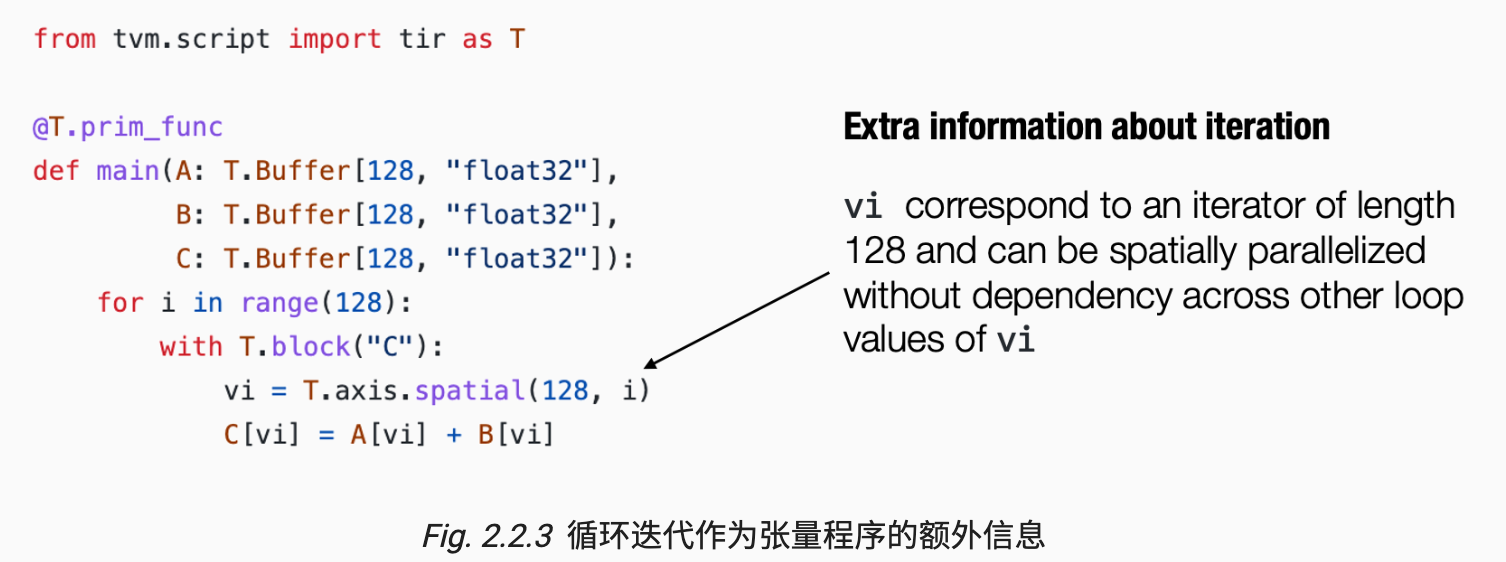 from tvm.script import tir as T
@T.prim_func
def main(A: T.Buffer[128, "float32"],
         B: T.Buffer[128, "float32"],
         C: T.Buffer[128, "float32"]):
    for i in range(128):
        with T.block("C"):
            vi = T.axis.spatial(128, i)
            C[vi] = A[vi] + B[vi]
Extra information about iteration
vi correspond to an iterator of length
128 and can be spatially parallelized
without dependency across other loop
values of vi
Fig. 2.2.3 循环迭代作为张量程序的额外信息